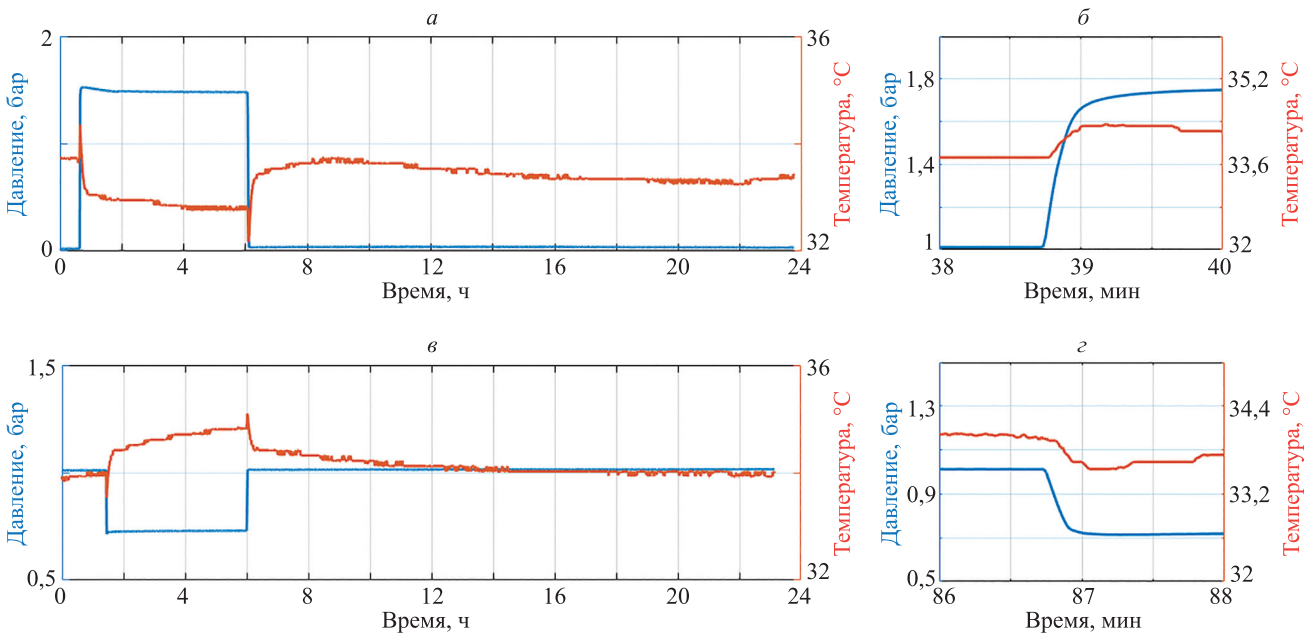 а
2
1
0
Давление, бар
36
32
Температура, °C
0
4
8
12
16
20
24
Время, ч
б
1,8
1,4
1
Давление, бар
35,2
33,6
32
Температура, °C
38
39
40
Время, мин
в
1,5
1,0
0,5
Давление, бар
36
32
Температура, °C
0
4
8
12
16
20
24
Время, ч
г
1,3
0,9
0,5
Давление, бар
34,4
33,2
32
Температура, °C
86
87
88
Время, мин